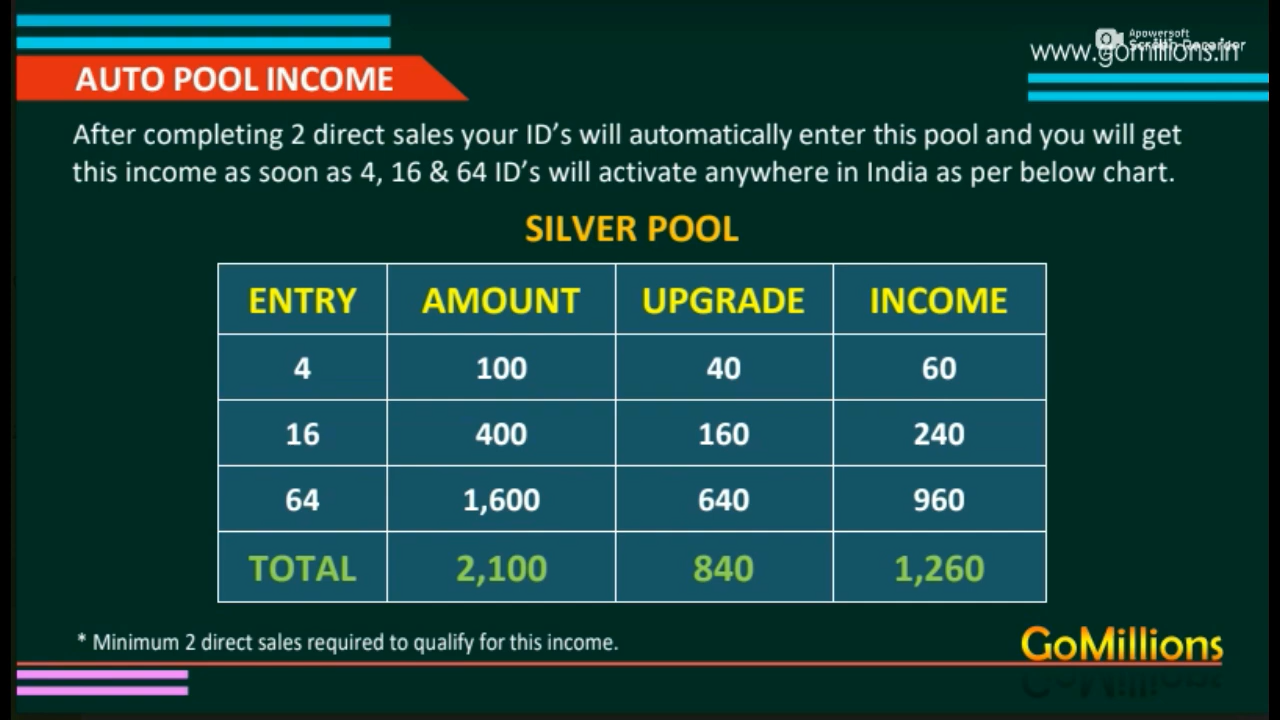 Apowersoft
Screen Recorder
www.gomillions.in
AUTO POOL INCOME
After completing 2 direct sales your ID’s will automatically enter this pool and you will get
this income as soon as 4, 16 & 64 ID’s will activate anywhere in India as per below chart.
SILVER POOL
ENTRY AMOUNT UPGRADE INCOME
4 100 40 60
16 400 160 240
64 1,600 640 960
TOTAL 2,100 840 1,260
* Minimum 2 direct sales required to qualify for this income.
GoMillions